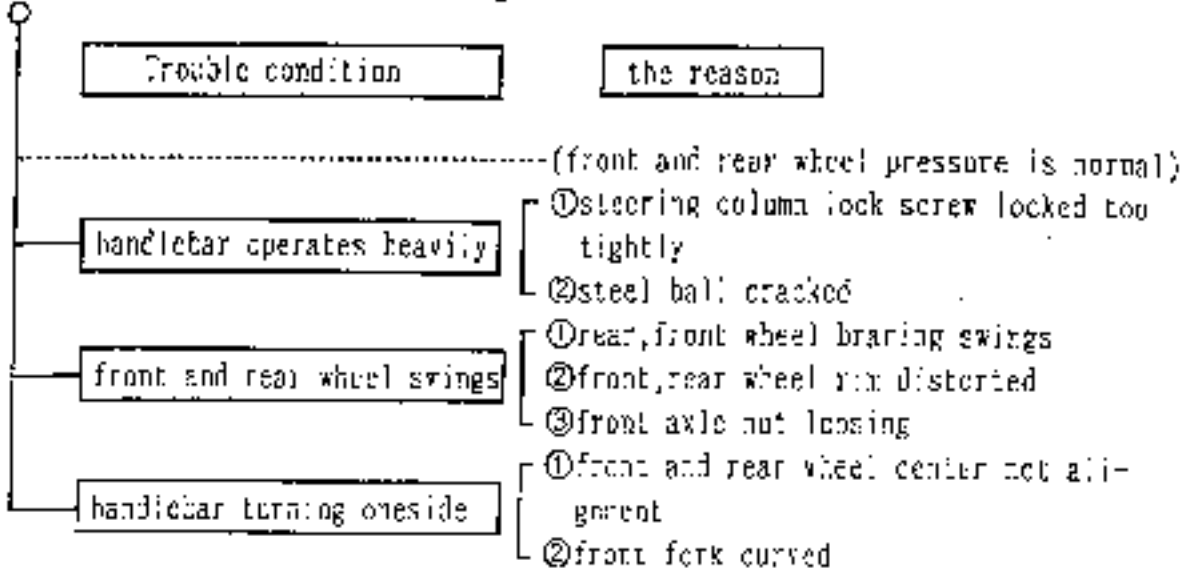 Trouble condition
the reason
(front and rear wheel pressure is normal)
①steering column lock screw locked too
handlebar operates heavily
tightly
②steel ball cracked
①rear,front wheel braring swings
front and rear wheel swings
②front,rear wheel rim distorted
③front axle nut loosing
①front and rear wheel center not ali-
handlebar turning oneside
gnment
②front fork curved